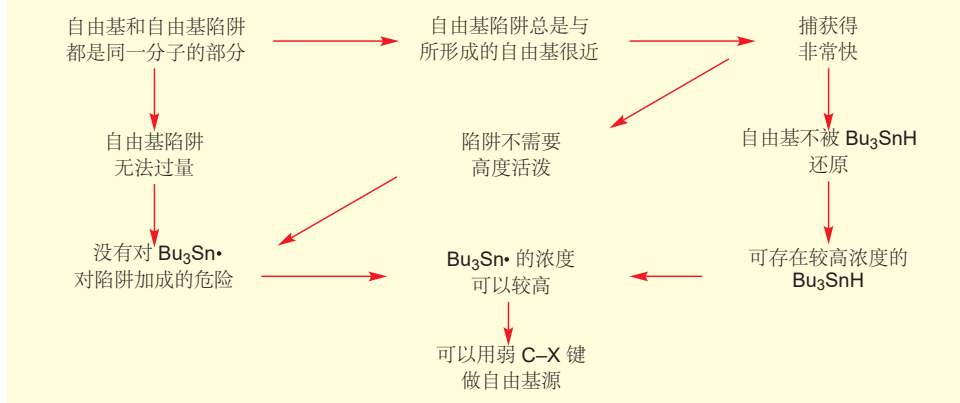 自由基和自由基陷阱
都是同一分子的部分
自由基陷阱总是与
所形成的自由基很近
捕获得
非常快
自由基陷阱
无法过量
陷阱不需要
高度活泼
自由基不被 Bu₃SnH
还原
没有对 Bu₃Sn•
对陷阱加成的危险
Bu₃Sn• 的浓度
可以较高
可存在较高浓度的
Bu₃SnH
可以用弱 C–X 键
做自由基源